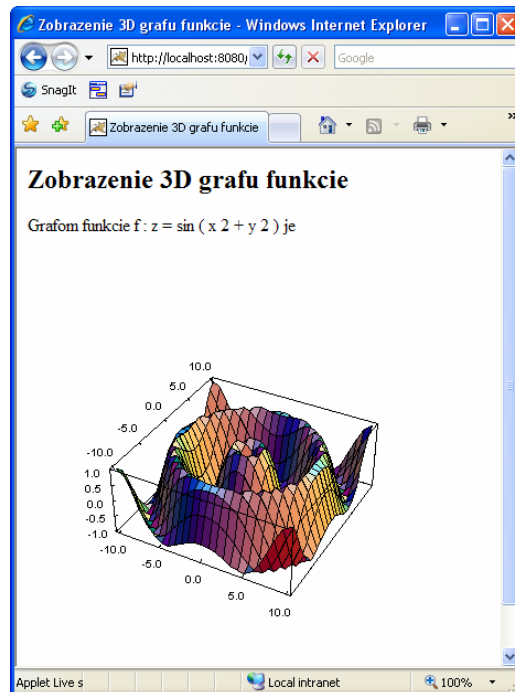 Zobrazenie 3D grafu funkcie - Windows Internet Explorer
http://localhost:8080/
Google
SnagIt
Zobrazenie 3D grafu funkcie
Zobrazenie 3D grafu funkcie
Grafom funkcie f : z = sin ( x 2 + y 2 ) je
10.0
5.0
0.0
-5.0
-10.0
1.0
0.5
0.0
-0.5
-1.0
-10.0
-5.0
0.0
5.0
10.0
Applet Live s
Local intranet
100%